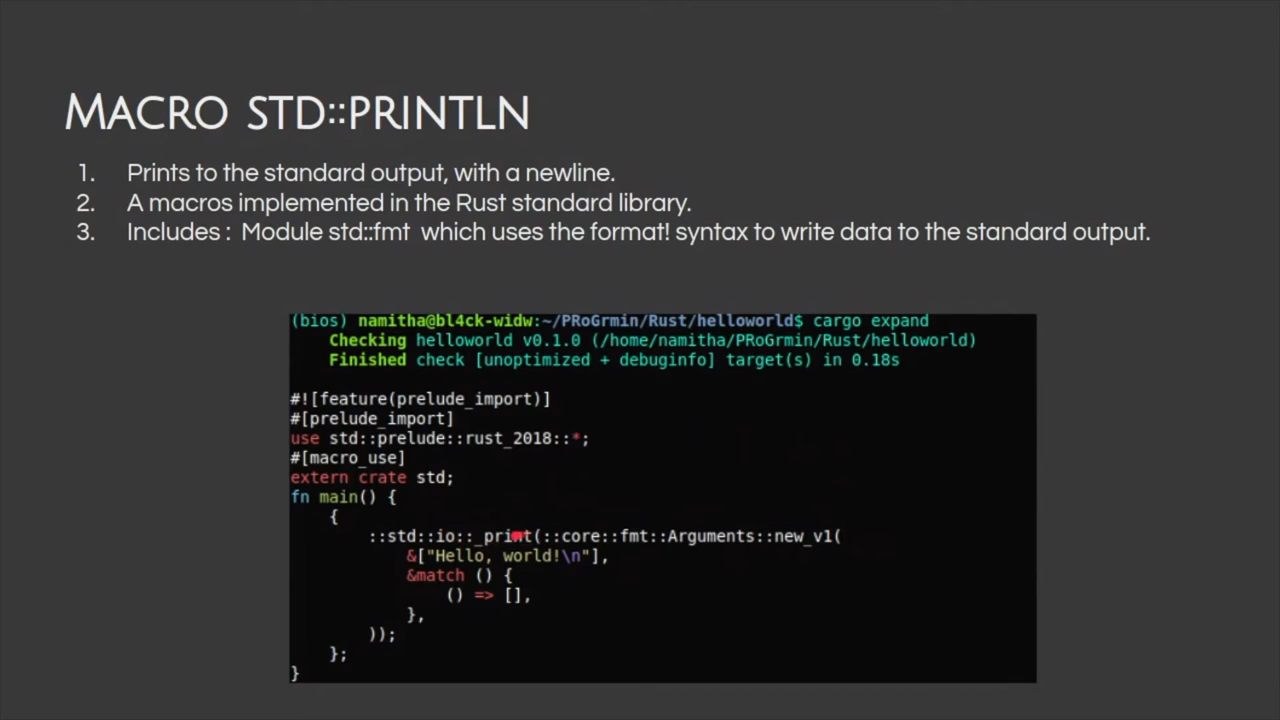 MACRO STD::PRINTLN
1. Prints to the standard output, with a newline.
2. A macros implemented in the Rust standard library.
3. Includes : Module std::fmt which uses the format! syntax to write data to the standard output.
(bios) namitha@bl4ck-widw:~/PRoGrmin/Rust/helloworld$ cargo expand
    Checking helloworld v0.1.0 (/home/namitha/PRoGrmin/Rust/helloworld)
    Finished check [unoptimized + debuginfo] target(s) in 0.18s
#![feature(prelude_import)]
#[prelude_import]
use std::prelude::rust_2018::*;
#[macro_use]
extern crate std;
fn main() {
    {
        ::std::io::_print(::core::fmt::Arguments::new_v1(
            &["Hello, world!\n"],
            &match () {
                () => [],
            },
        ));
    };
}